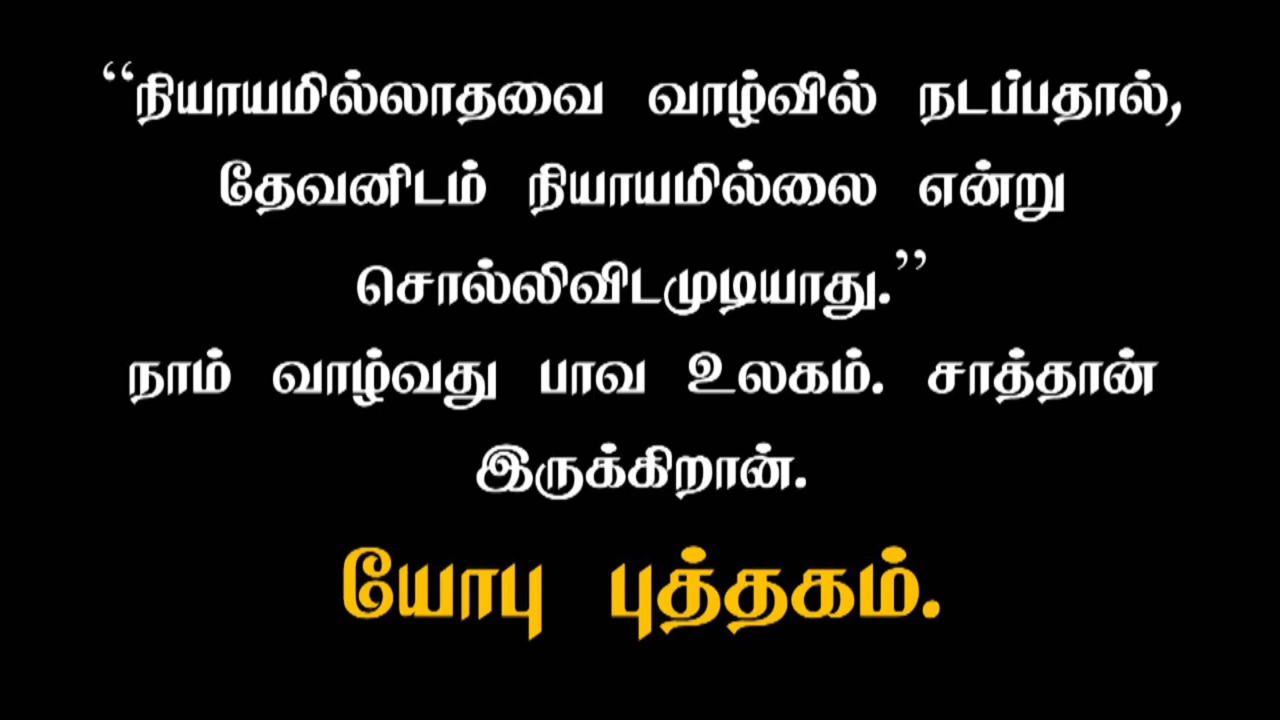 “நியாயமில்லாதவை வாழ்வில் நடப்பதால்,
தேவனிடம் நியாயமில்லை என்று
சொல்லிவிடமுடியாது.”
நாம் வாழ்வது பாவ உலகம். சாத்தான்
இருக்கிறான்.
யோபு புத்தகம்.